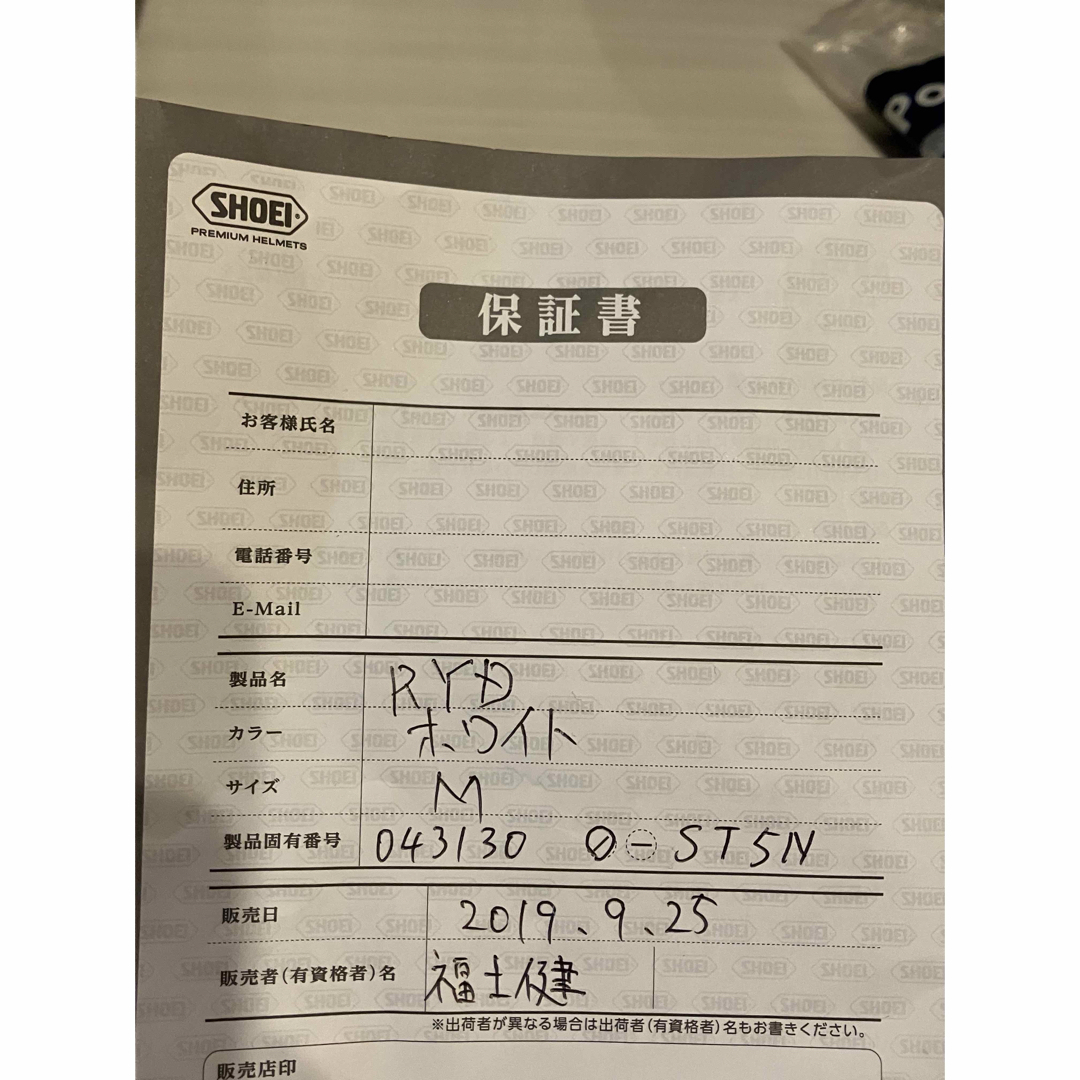 Po
SHOEI
PREMIUM HELMETS
保証書
お客様氏名
住所
電話番号
E-Mail
製品名 RYD
カラー ホワイト
サイズ M
製品固有番号 043130 0-ST5N
販売日 2019、9、25
販売者(有資格者)名 福士健
※出荷者が異なる場合は出荷者(有資格者)名もお書きください。
販売店印